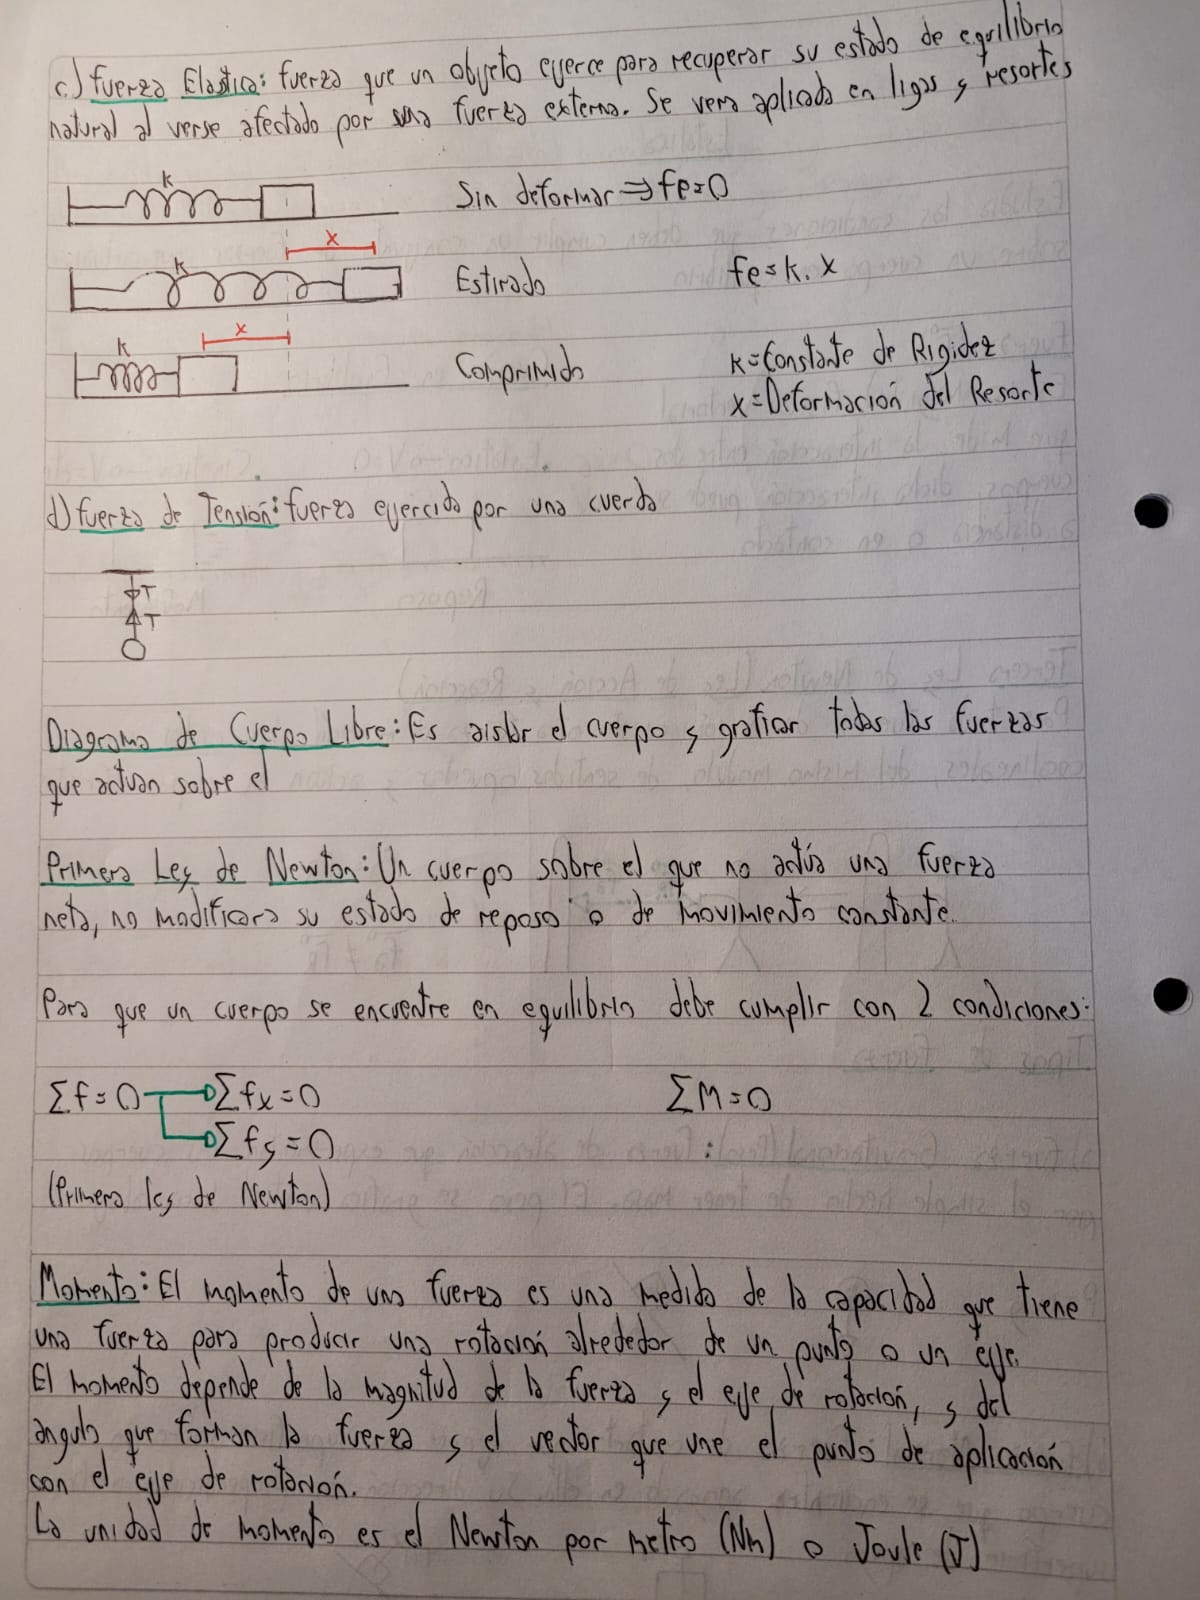 c) Fuerza Elastica: fuerza que un objeto ejerce para recuperar su estado de equilibrio
natural al verse afectado por una fuerza externa. Se vera aplicada en ligas y resortes
k
Sin deformar ⇒ fe=0
x
k
Estirado
fe=k.x
x
k
Comprimido
K=Constante de Rigidez
x=Deformación del Resorte
d) fuerza de Tensión: fuerza ejercida por una cuerda
T
T
Diagrama de Cuerpo Libre: Es aislar el cuerpo y graficar todas las fuerzas
que actuan sobre el
Primera Ley de Newton: Un cuerpo sobre el que no actúa una fuerza
neta, no modificara su estado de reposo o de movimiento constante.
Para que un cuerpo se encuentre en equilibrio debe cumplir con 2 condiciones:
Σf=0 Σfx=0
ΣM=0
Σfy=0
(Primera ley de Newton)
Momento: El momento de una fuerza es una medida de la capacidad que tiene
una fuerza para producir una rotación alrededor de un punto o un eje.
El momento depende de la magnitud de la fuerza y el eje de rotación, y del
ángulo que forman la fuerza y el vector que une el punto de aplicación
con el eje de rotación.
La unidad de momento es el Newton por metro (Nm) o Joule (J)